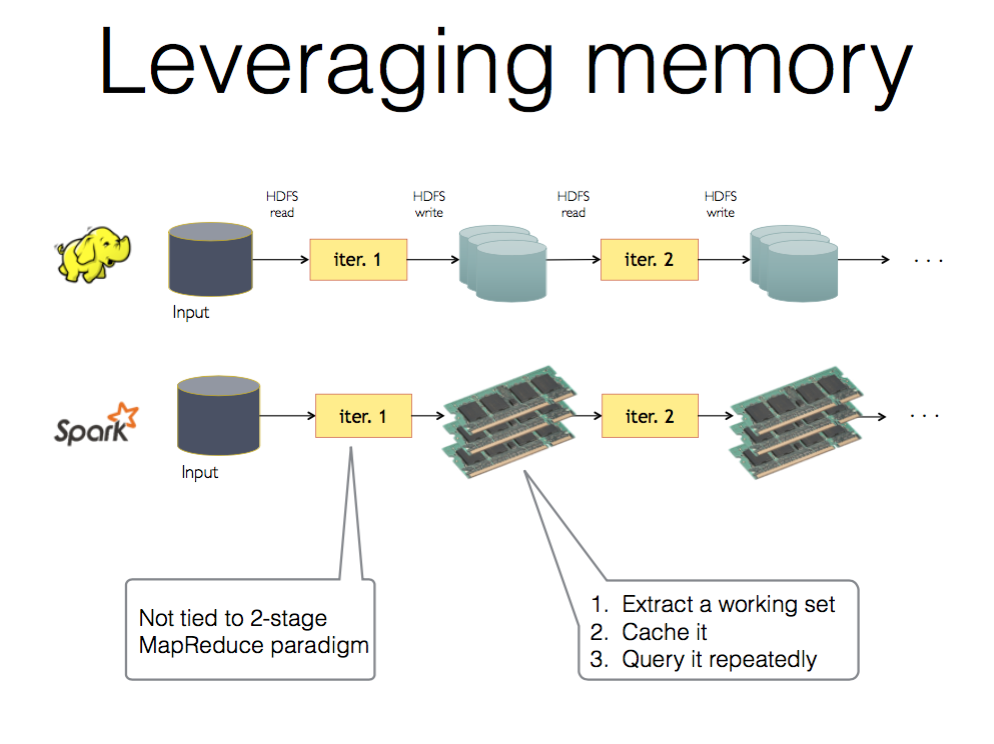 Leveraging memory
HDFS
read
HDFS
write
HDFS
read
HDFS
write
iter. 1
iter. 2
. . .
Input
Spark
iter. 1
iter. 2
. . .
Input
Not tied to 2-stage
MapReduce paradigm
1. Extract a working set
2. Cache it
3. Query it repeatedly